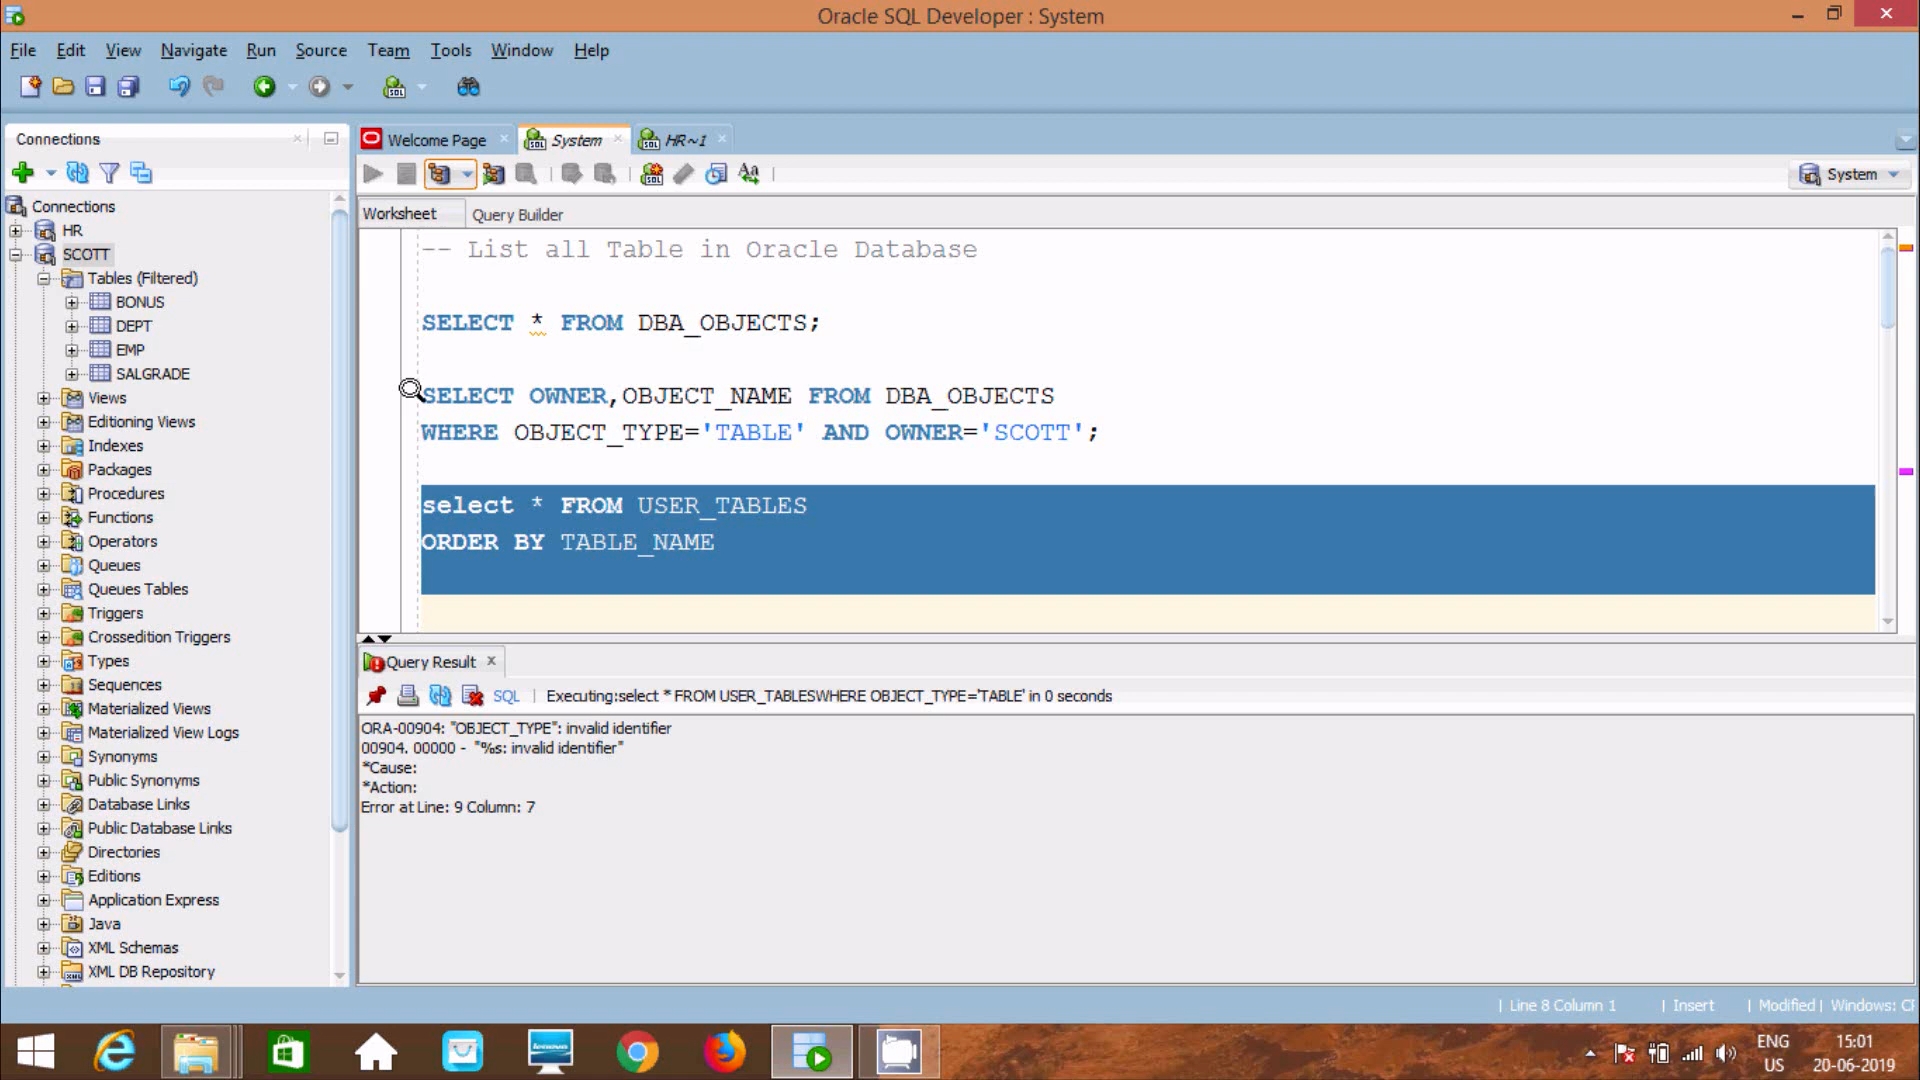 Oracle SQL Developer : System
File Edit View Navigate Run Source Team Tools Window Help
Connections
Welcome Page
System
HR~1
System
Worksheet
Query Builder
Connections
HR
SCOTT
Tables (Filtered)
BONUS
DEPT
EMP
SALGRADE
Views
Editioning Views
Indexes
Packages
Procedures
Functions
Operators
Queues
Queues Tables
Triggers
Crossedition Triggers
Types
Sequences
Materialized Views
Materialized View Logs
Synonyms
Public Synonyms
Database Links
Public Database Links
Directories
Editions
Application Express
Java
XML Schemas
XML DB Repository
-- List all Table in Oracle Database
SELECT * FROM DBA_OBJECTS;
SELECT OWNER,OBJECT_NAME FROM DBA_OBJECTS
WHERE OBJECT_TYPE='TABLE' AND OWNER='SCOTT';
select * FROM USER_TABLES
ORDER BY TABLE_NAME
Query Result
SQL
Executing:select * FROM USER_TABLESWHERE OBJECT_TYPE='TABLE' in 0 seconds
ORA-00904: "OBJECT_TYPE": invalid identifier
00904. 00000 - "%s: invalid identifier"
*Cause:
*Action:
Error at Line: 9 Column: 7
Line 8 Column 1
Insert
Modified
Windows:
ENG
US
15:01
20-06-2019